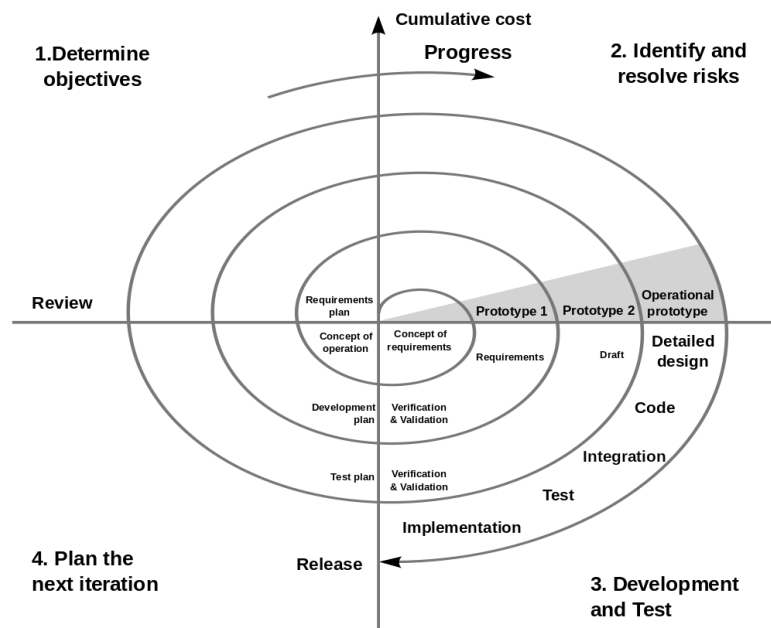 Cumulative cost
Progress
1.Determine
objectives
2. Identify and
resolve risks
Review
Requirements
plan
Prototype 1
Prototype 2
Operational
prototype
Concept of
operation
Concept of
requirements
Requirements
Draft
Detailed
design
Development
plan
Verification
& Validation
Code
Integration
Test plan
Verification
& Validation
Test
Implementation
Release
4. Plan the
next iteration
3. Development
and Test